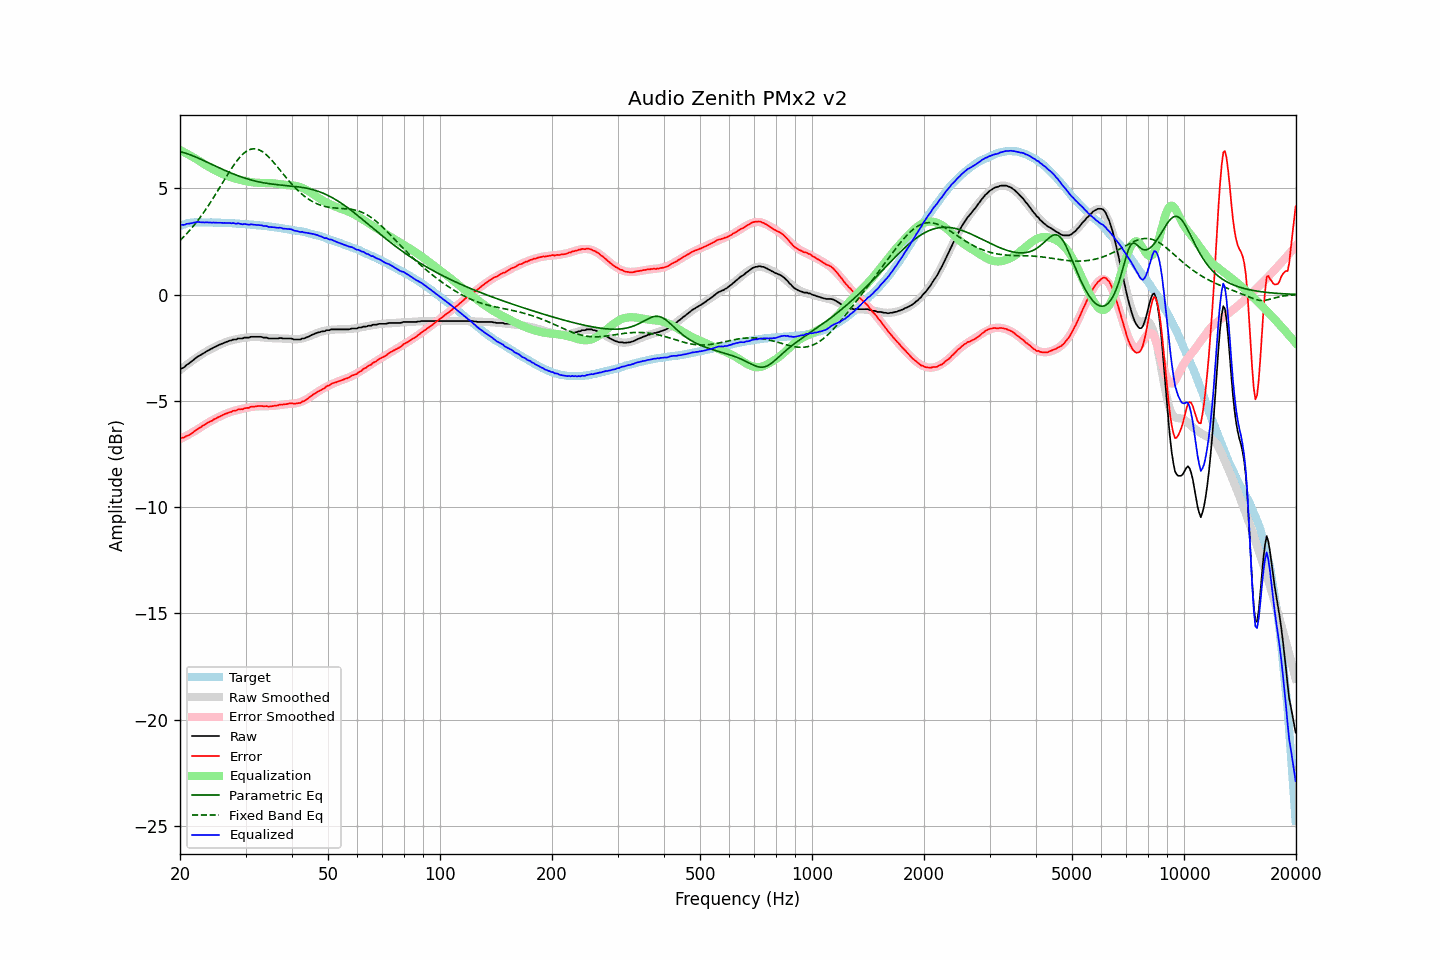 Audio Zenith PMx2 v2
Amplitude (dBr)
5
0
−5
−10
−15
−20
−25
Target
Raw Smoothed
Error Smoothed
Raw
Error
Equalization
Parametric Eq
Fixed Band Eq
Equalized
20 50 100 200 500 1000 2000 5000 10000 20000
Frequency (Hz)